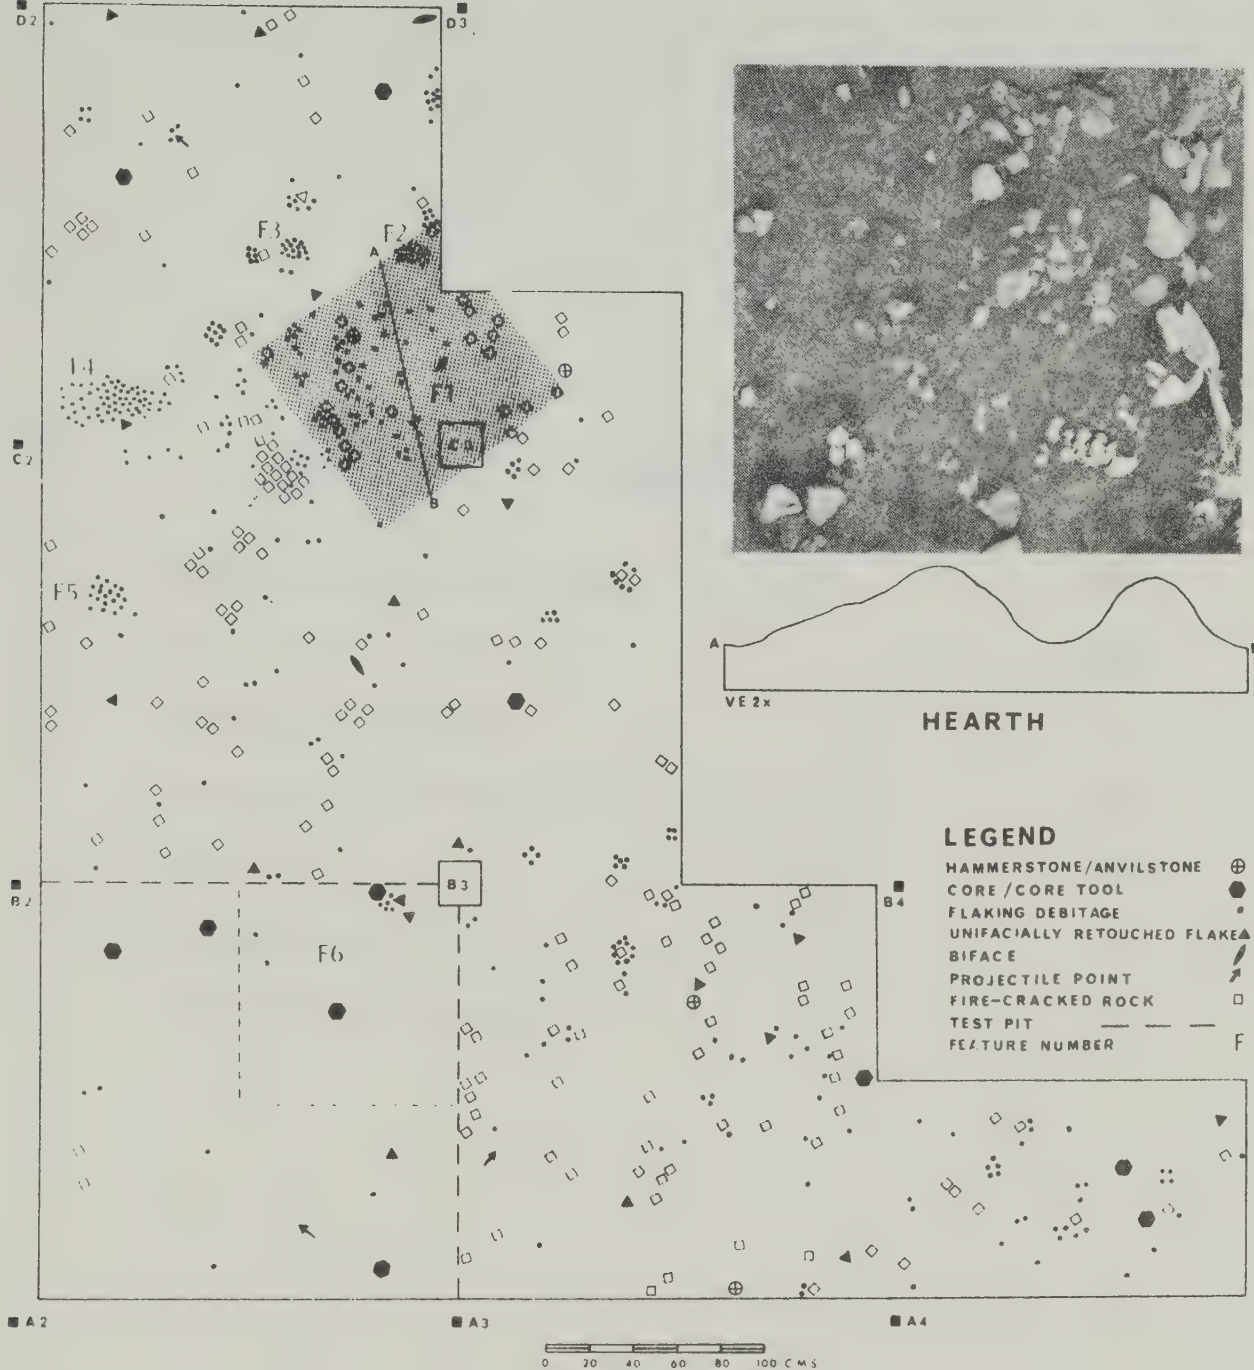 D2
D3
F3
F2
A
F4
F1
C3
C2
B
F5
A
VE 2x
HEARTH
LEGEND
HAMMERSTONE/ANVILSTONE
CORE/CORE TOOL
FLAKING DEBITAGE
UNIFACIALLY RETOUCHED FLAKE
BIFACE
PROJECTILE POINT
FIRE-CRACKED ROCK
TEST PIT
FEATURE NUMBER F
B2
B3
B4
F6
A2
A3
A4
0 20 40 60 80 100 CMS